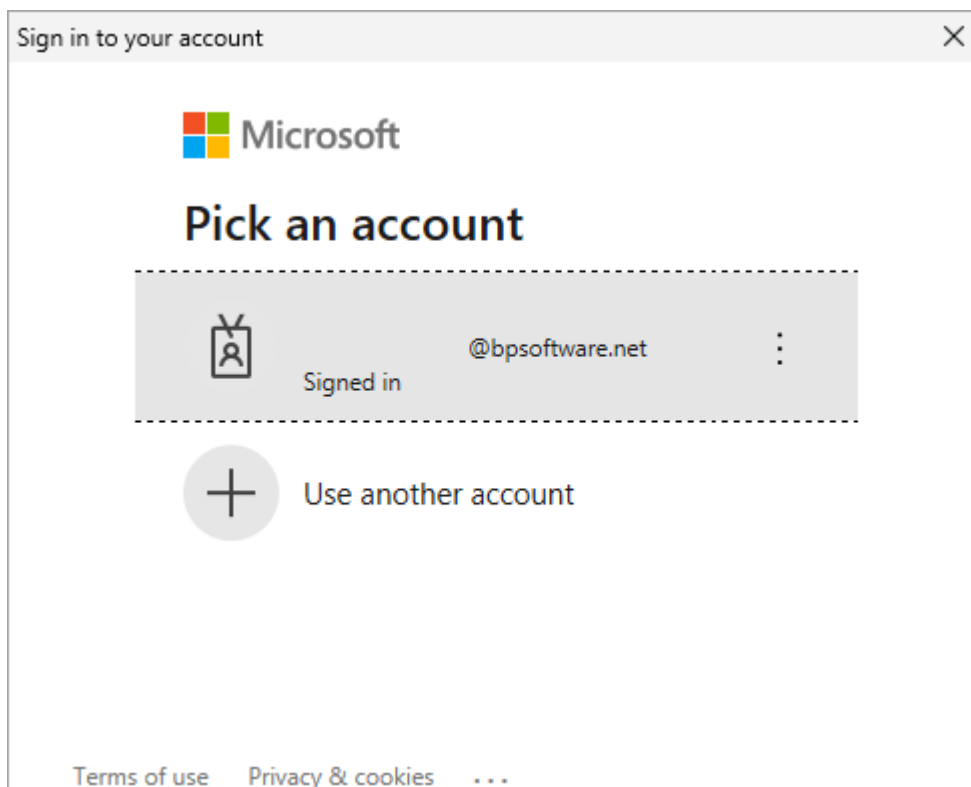 Sign in to your account
Microsoft
Pick an account
@bpsoftware.net
Signed in
Use another account
Terms of use Privacy & cookies ...